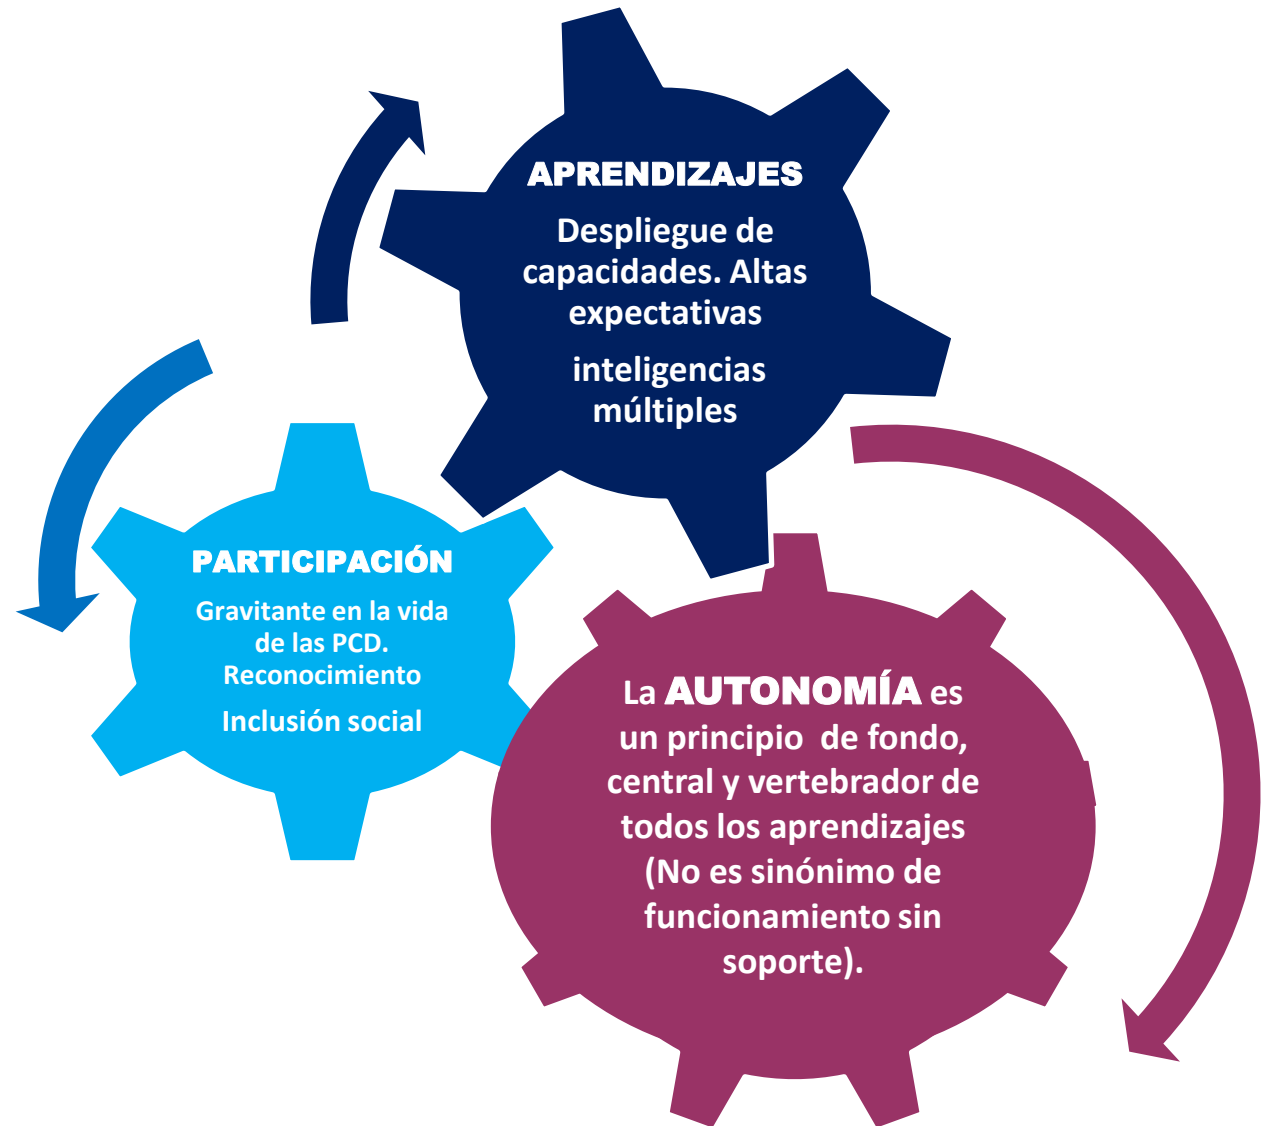 APRENDIZAJES
Despliegue de
capacidades. Altas
expectativas
inteligencias
múltiples
PARTICIPACIÓN
Gravitante en la vida
de las PCD.
Reconocimiento
Inclusión social
La AUTONOMÍA es
un principio de fondo,
central y vertebrador de
todos los aprendizajes
(No es sinónimo de
funcionamiento sin
soporte).